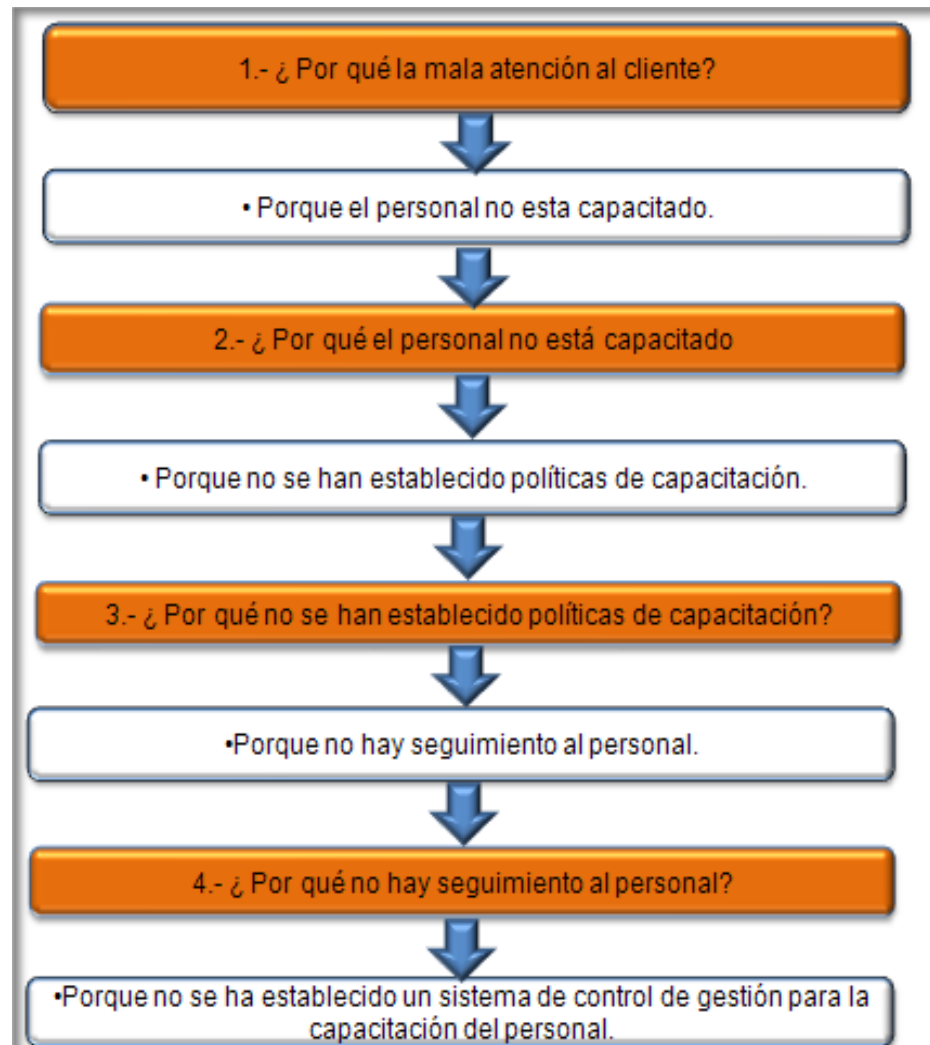 1.- ¿ Por qué la mala atención al cliente?
• Porque el personal no esta capacitado.
2.- ¿ Por qué el personal no está capacitado
• Porque no se han establecido políticas de capacitación.
3.- ¿ Por qué no se han establecido políticas de capacitación?
•Porque no hay seguimiento al personal.
4.- ¿ Por qué no hay seguimiento al personal?
•Porque no se ha establecido un sistema de control de gestión para la
capacitación del personal.